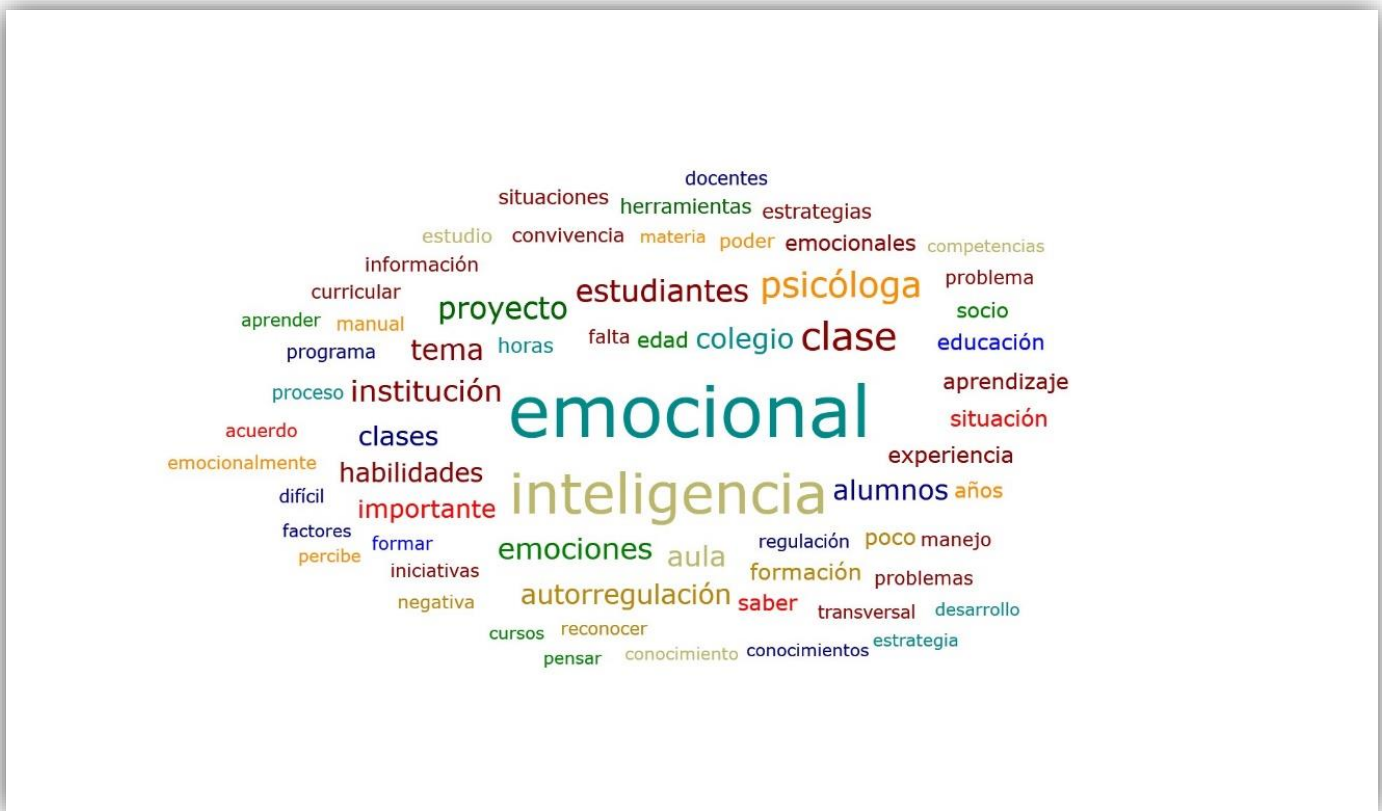 docentes
situaciones herramientas estrategias
estudio convivencia materia poder emocionales competencias
información problema
curricular proyecto estudiantes psicóloga socio
aprender manual
programa tema horas falta edad colegio clase educación
proceso institución aprendizaje
emocional situación
acuerdo clases
emocionalmente habilidades experiencia
difícil importante inteligencia alumnos años
factores formar emociones aula regulación poco manejo
percibe iniciativas formación problemas
negativa autorregulación saber transversal desarrollo
cursos reconocer estrategia
pensar conocimiento conocimientos